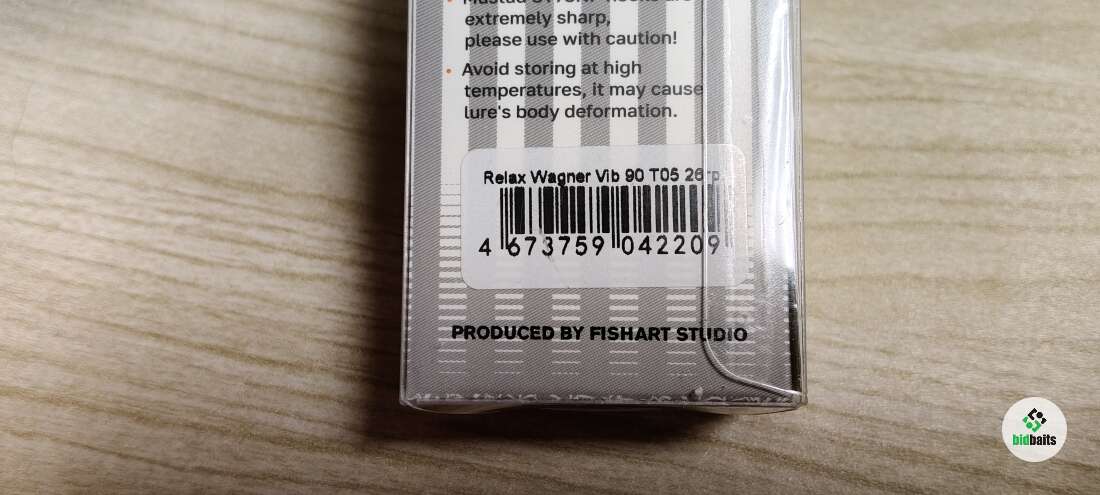 extremely sharp,
please use with caution!
• Avoid storing at high
temperatures, it may cause
lure's body deformation.
Relax Wagner Vib 90 T05 26гр
4 673759 042209
PRODUCED BY FISHART STUDIO
bidbaits